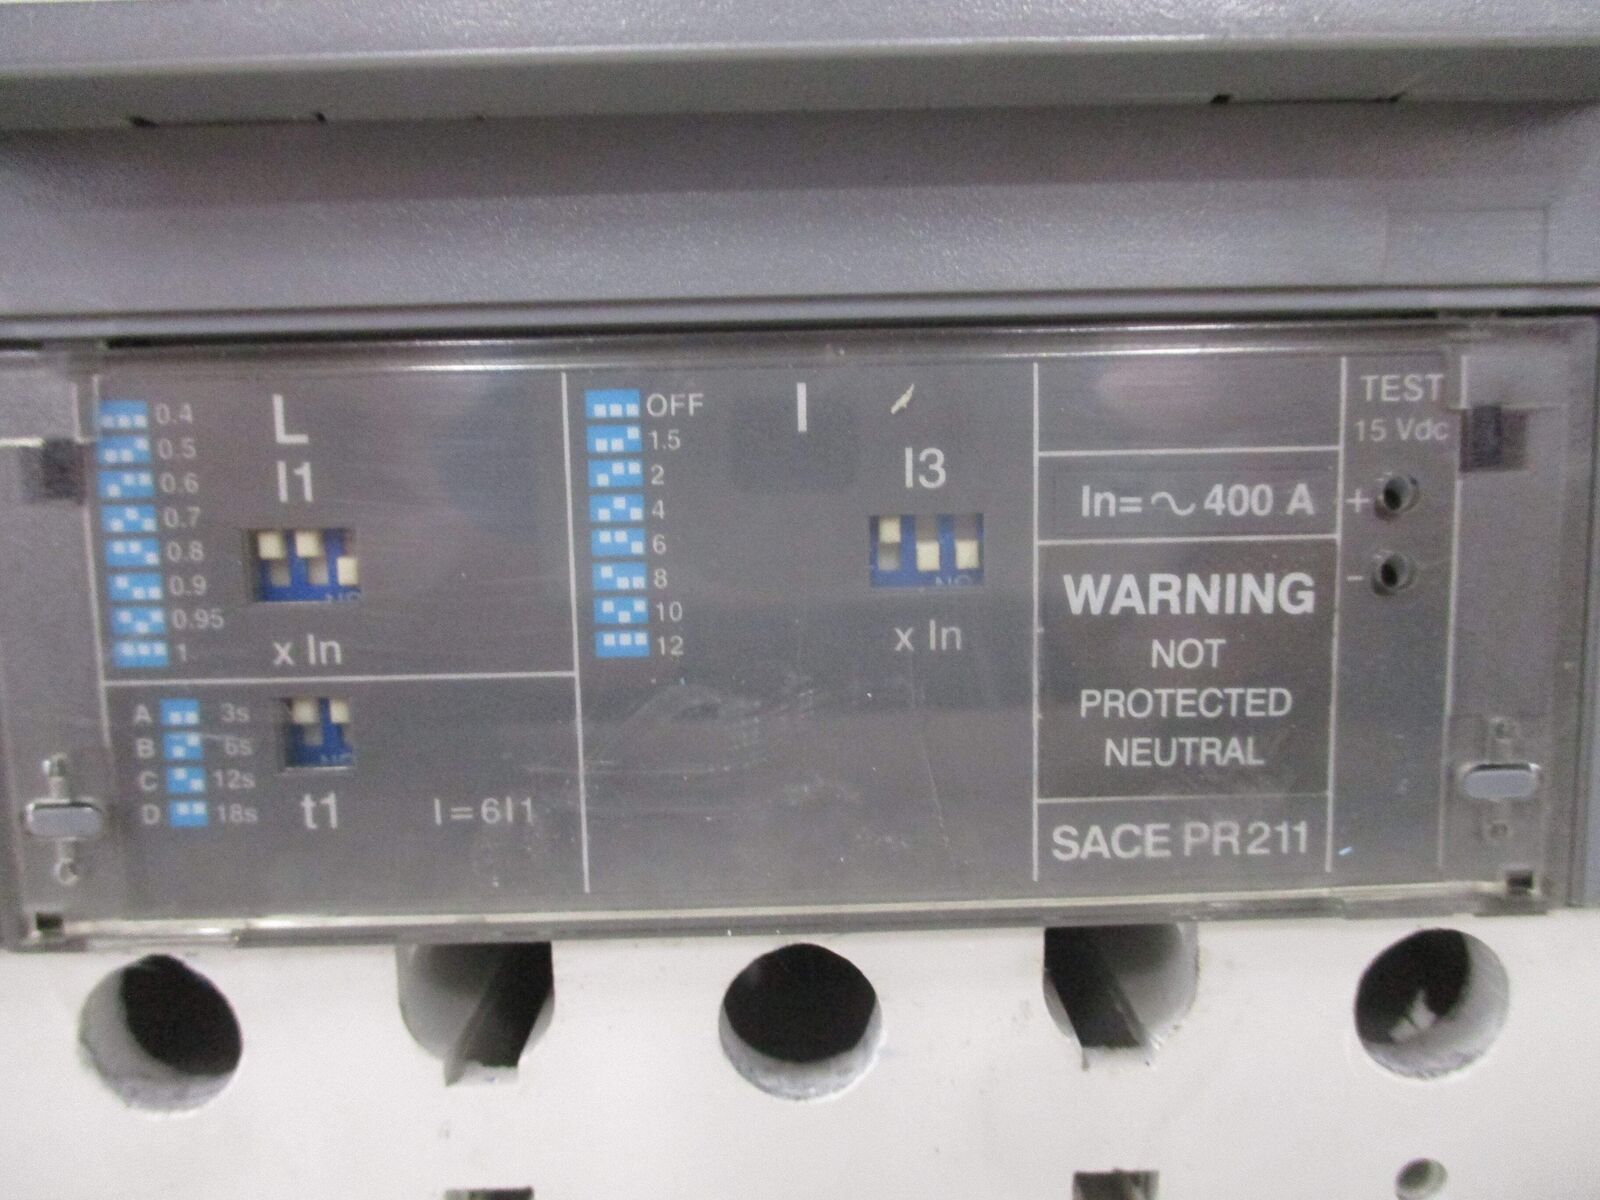 0.4
0.5
0.6
0.7
0.8
0.9
0.95
1
L
I1
x In
A 3s
B 6s
C 12s
D 18s
t1
I=6I1
OFF
1.5
2
4
6
8
10
12
I
I3
x In
In=~400 A
WARNING
NOT
PROTECTED
NEUTRAL
SACE PR211
TEST
15 Vdc
+
-